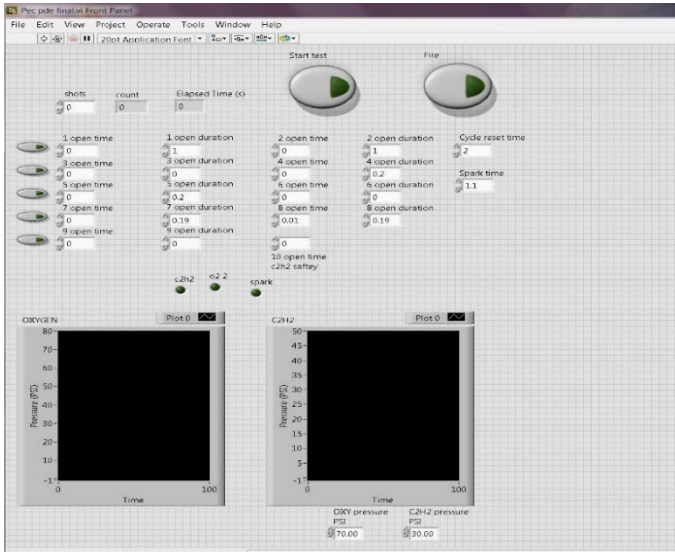 Pec pde final.vi Front Panel
File Edit View Project Operate Tools Window Help
20pt Application Font
Start test Fire
shots count Elapsed Time (s)
0 0 0
1 open time 1 open duration 2 open time 2 open duration Cycle reset time
0 1 0 1 2
3 open time 3 open duration 4 open time 4 open duration Spark time
0 0 0 0.2 1.1
5 open time 5 open duration 6 open time 6 open duration
0 0.2 0 0
7 open time 7 open duration 8 open time 8 open duration
0 0.19 0.01 0.19
9 open time 9 open duration
0 0 0
10 open time
c2h2 saftey
c2h2 o2 2 spark
OXYGEN Plot 0 C2H2 Plot 0
80 50
70 45
60 40
50 35
40 30
30 25
20 20
10 15
-1 10
5
-1
Pressure (PSI) Pressure (PSI)
0 100 0 100
Time Time
OXY pressure C2H2 pressure
PSI PSI
70.00 30.00